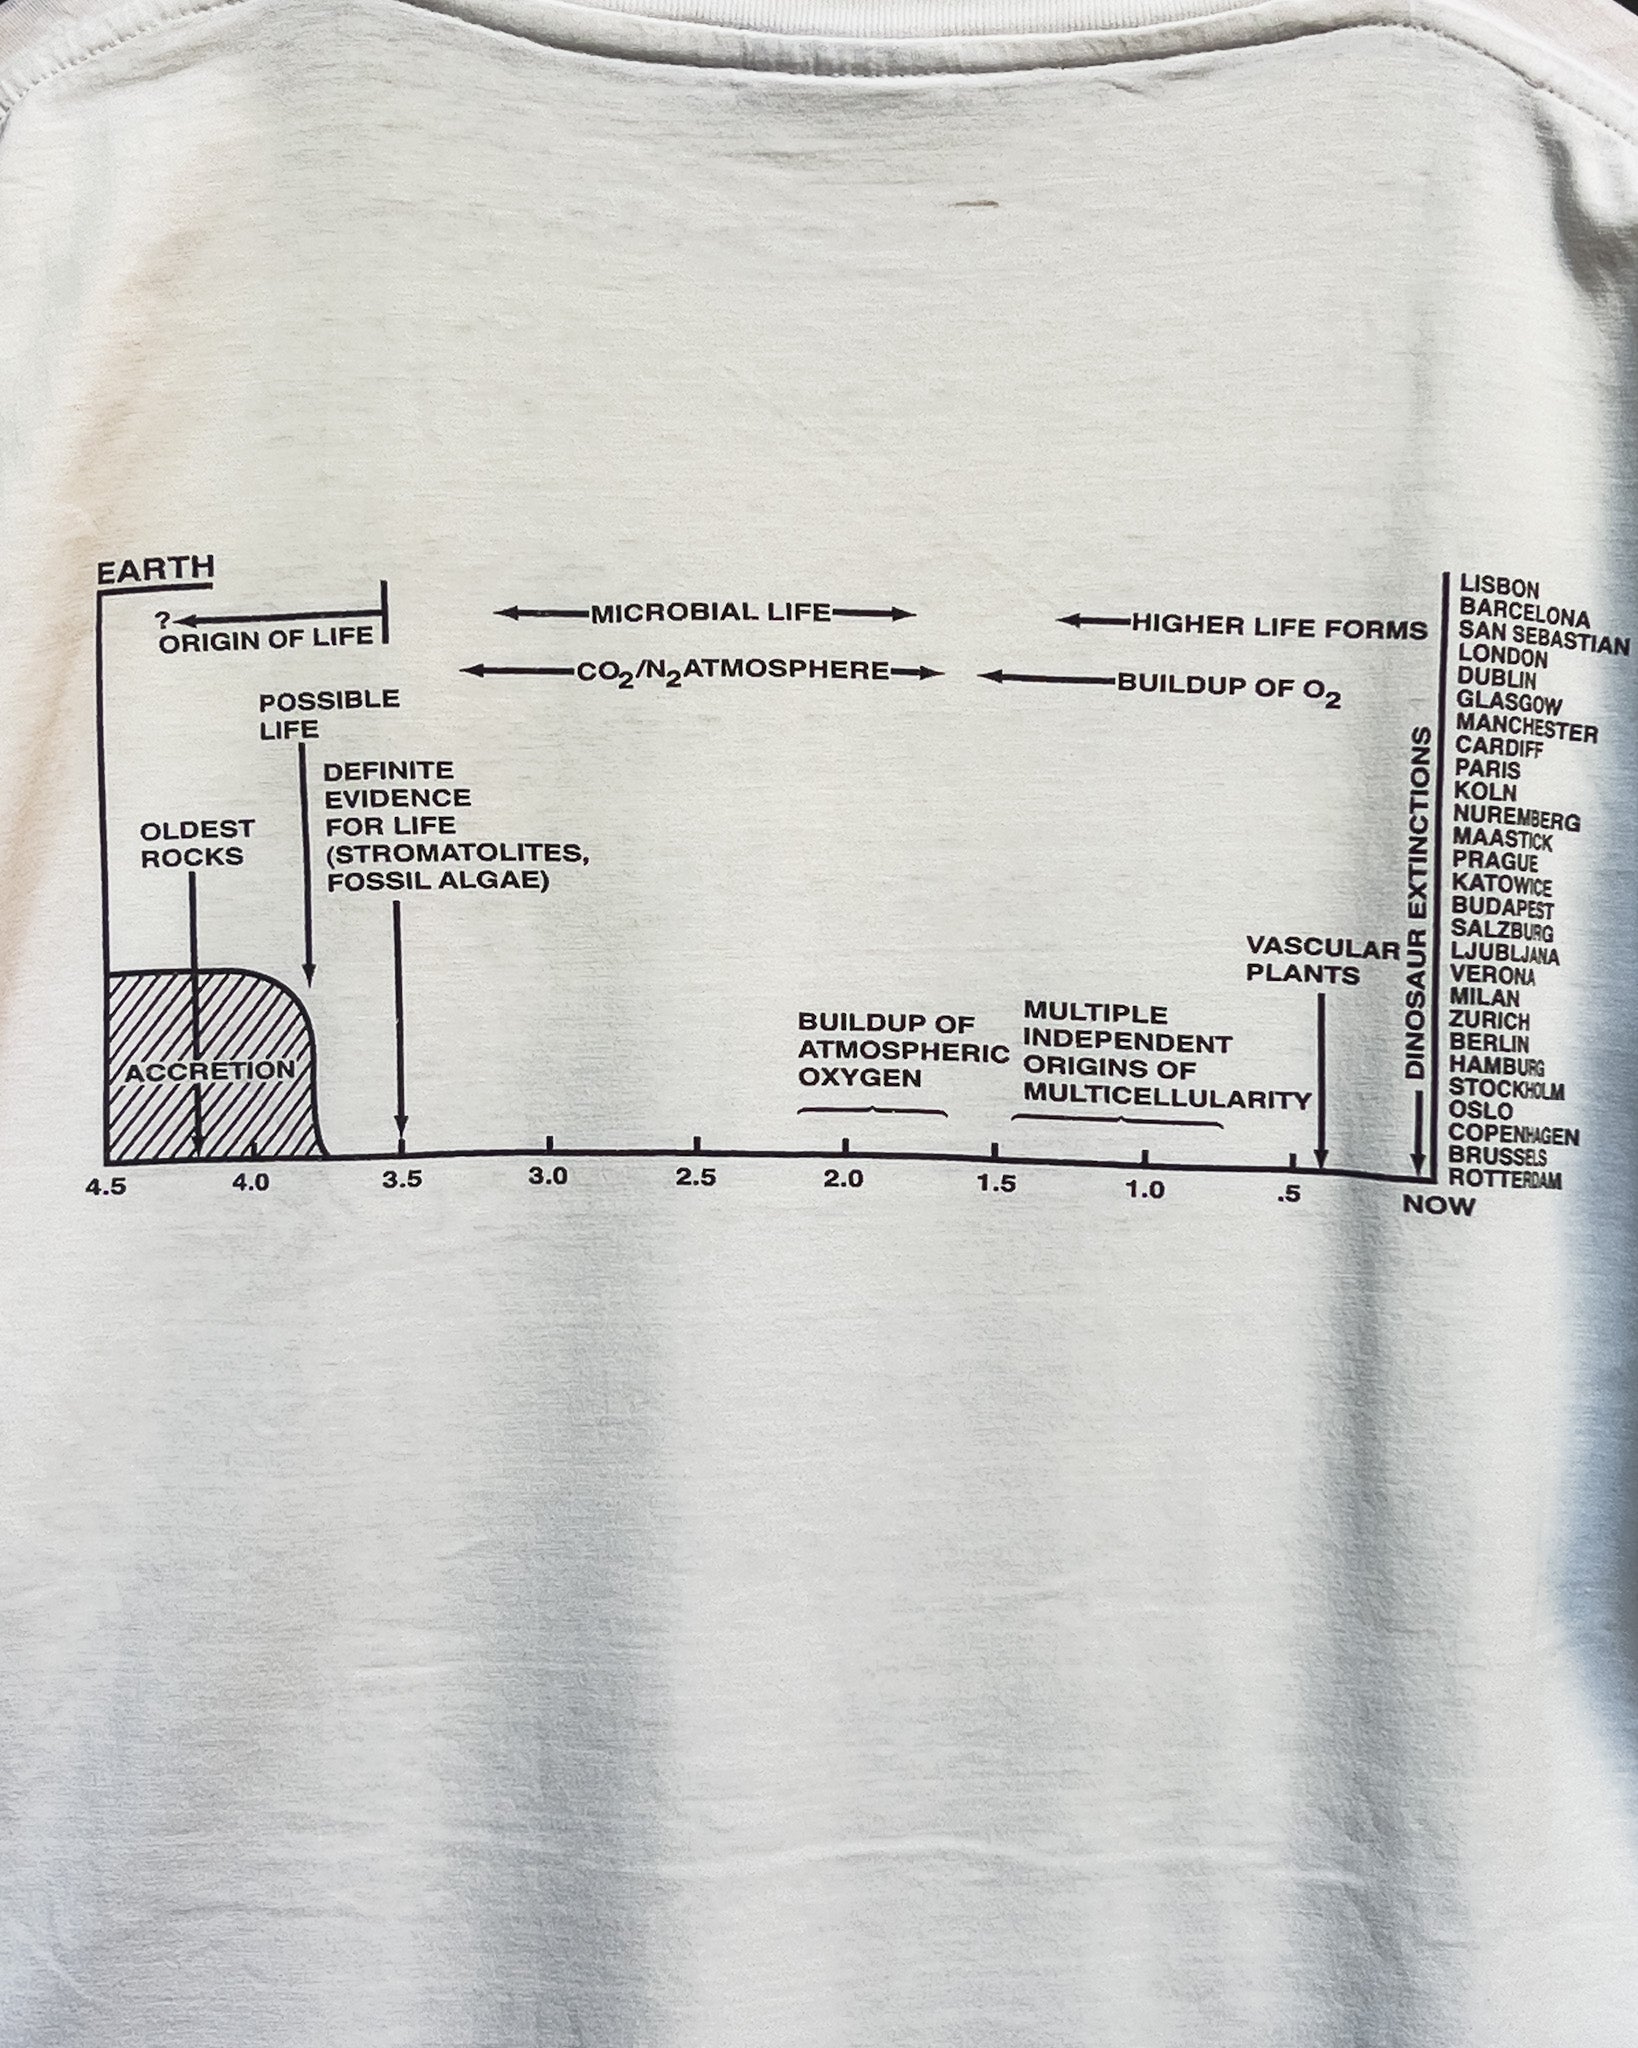 EARTH
?
ORIGIN OF LIFE
MICROBIAL LIFE
HIGHER LIFE FORMS
CO₂/N₂ ATMOSPHERE
BUILDUP OF O₂
POSSIBLE
LIFE
DEFINITE
EVIDENCE
FOR LIFE
(STROMATOLITES,
FOSSIL ALGAE)
OLDEST
ROCKS
ACCRETION
BUILDUP OF
ATMOSPHERIC
OXYGEN
MULTIPLE
INDEPENDENT
ORIGINS OF
MULTICELLULARITY
VASCULAR
PLANTS
DINOSAUR EXTINCTIONS
4.5 4.0 3.5 3.0 2.5 2.0 1.5 1.0 .5
NOW
LISBON
BARCELONA
SAN SEBASTIAN
LONDON
DUBLIN
GLASGOW
MANCHESTER
CARDIFF
PARIS
KOLN
NUREMBERG
MAASTICK
PRAGUE
KATOWICE
BUDAPEST
SALZBURG
LJUBLJANA
VERONA
MILAN
ZURICH
BERLIN
HAMBURG
STOCKHOLM
OSLO
COPENHAGEN
BRUSSELS
ROTTERDAM